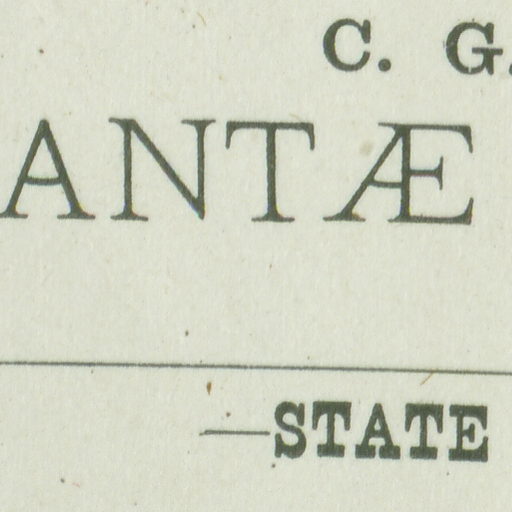 C. G.
ANTÆ
—STATE